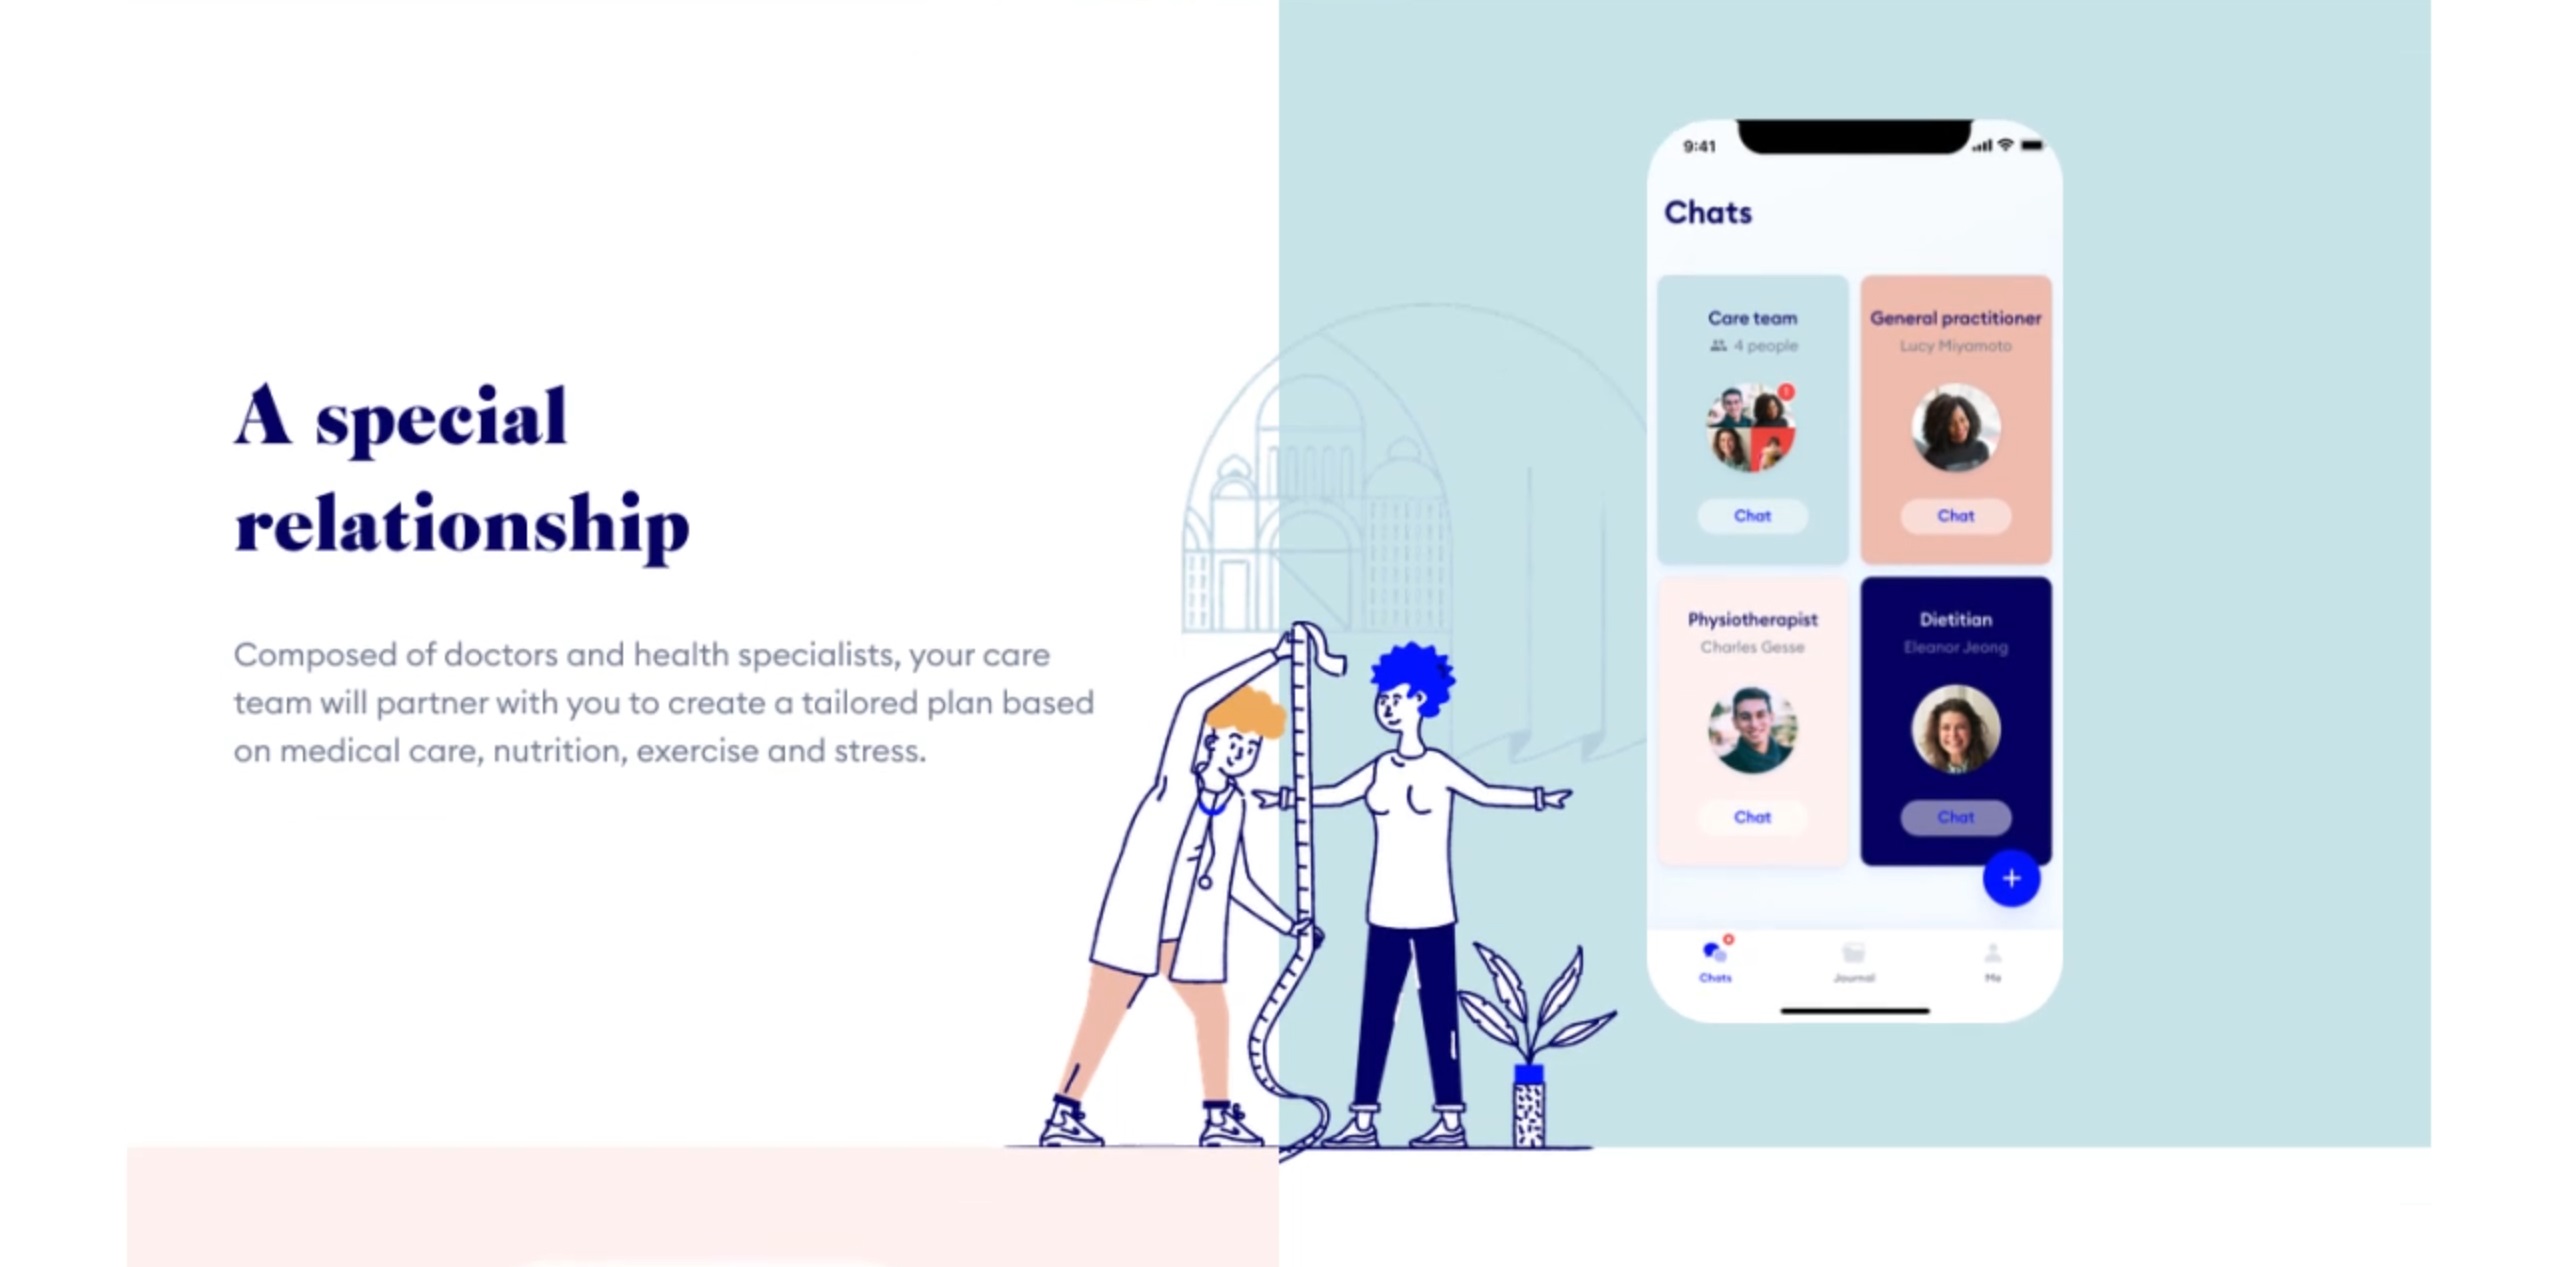 A special
relationship
Composed of doctors and health specialists, your care
team will partner with you to create a tailored plan based
on medical care, nutrition, exercise and stress.
9:41
Chats
Care team
4 people
Chat
General practitioner
Lucy Miyamoto
Chat
Physiotherapist
Charles Gesse
Chat
Dietitian
Eleanor Jeong
Chat
+
Chats
Journal
Me